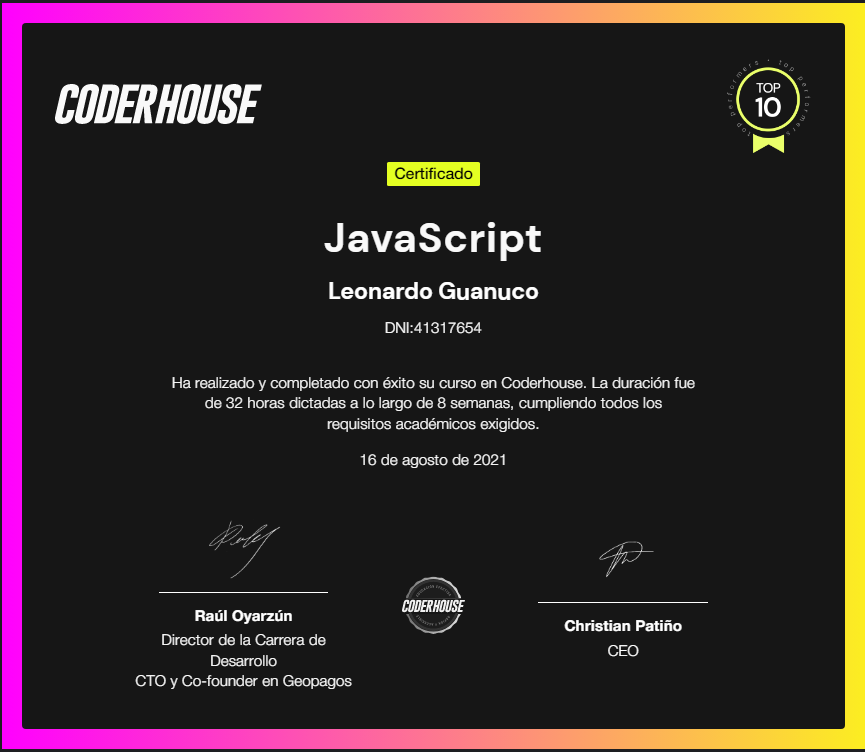 CODERHOUSE
top performers • top performers
TOP
10
Certificado
JavaScript
Leonardo Guanuco
DNI:41317654
Ha realizado y completado con éxito su curso en Coderhouse. La duración fue
de 32 horas dictadas a lo largo de 8 semanas, cumpliendo todos los
requisitos académicos exigidos.
16 de agosto de 2021
Raúl Oyarzún
Director de la Carrera de
Desarrollo
CTO y Co-founder en Geopagos
CODERHOUSE
Christian Patiño
CEO